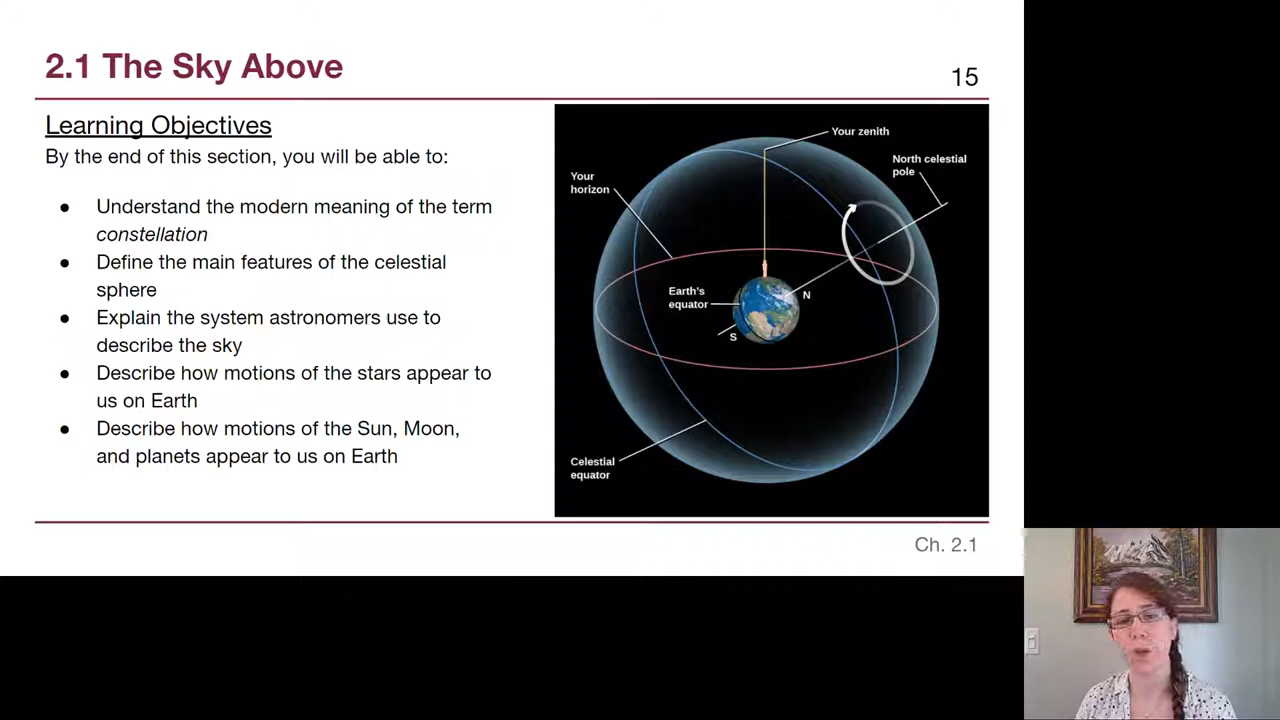 2.1 The Sky Above
15
Learning Objectives
By the end of this section, you will be able to:
● Understand the modern meaning of the term
constellation
● Define the main features of the celestial
sphere
● Explain the system astronomers use to
describe the sky
● Describe how motions of the stars appear to
us on Earth
● Describe how motions of the Sun, Moon,
and planets appear to us on Earth
Your zenith
North celestial
pole
Your
horizon
Earth's
equator
N
S
Celestial
equator
Ch. 2.1